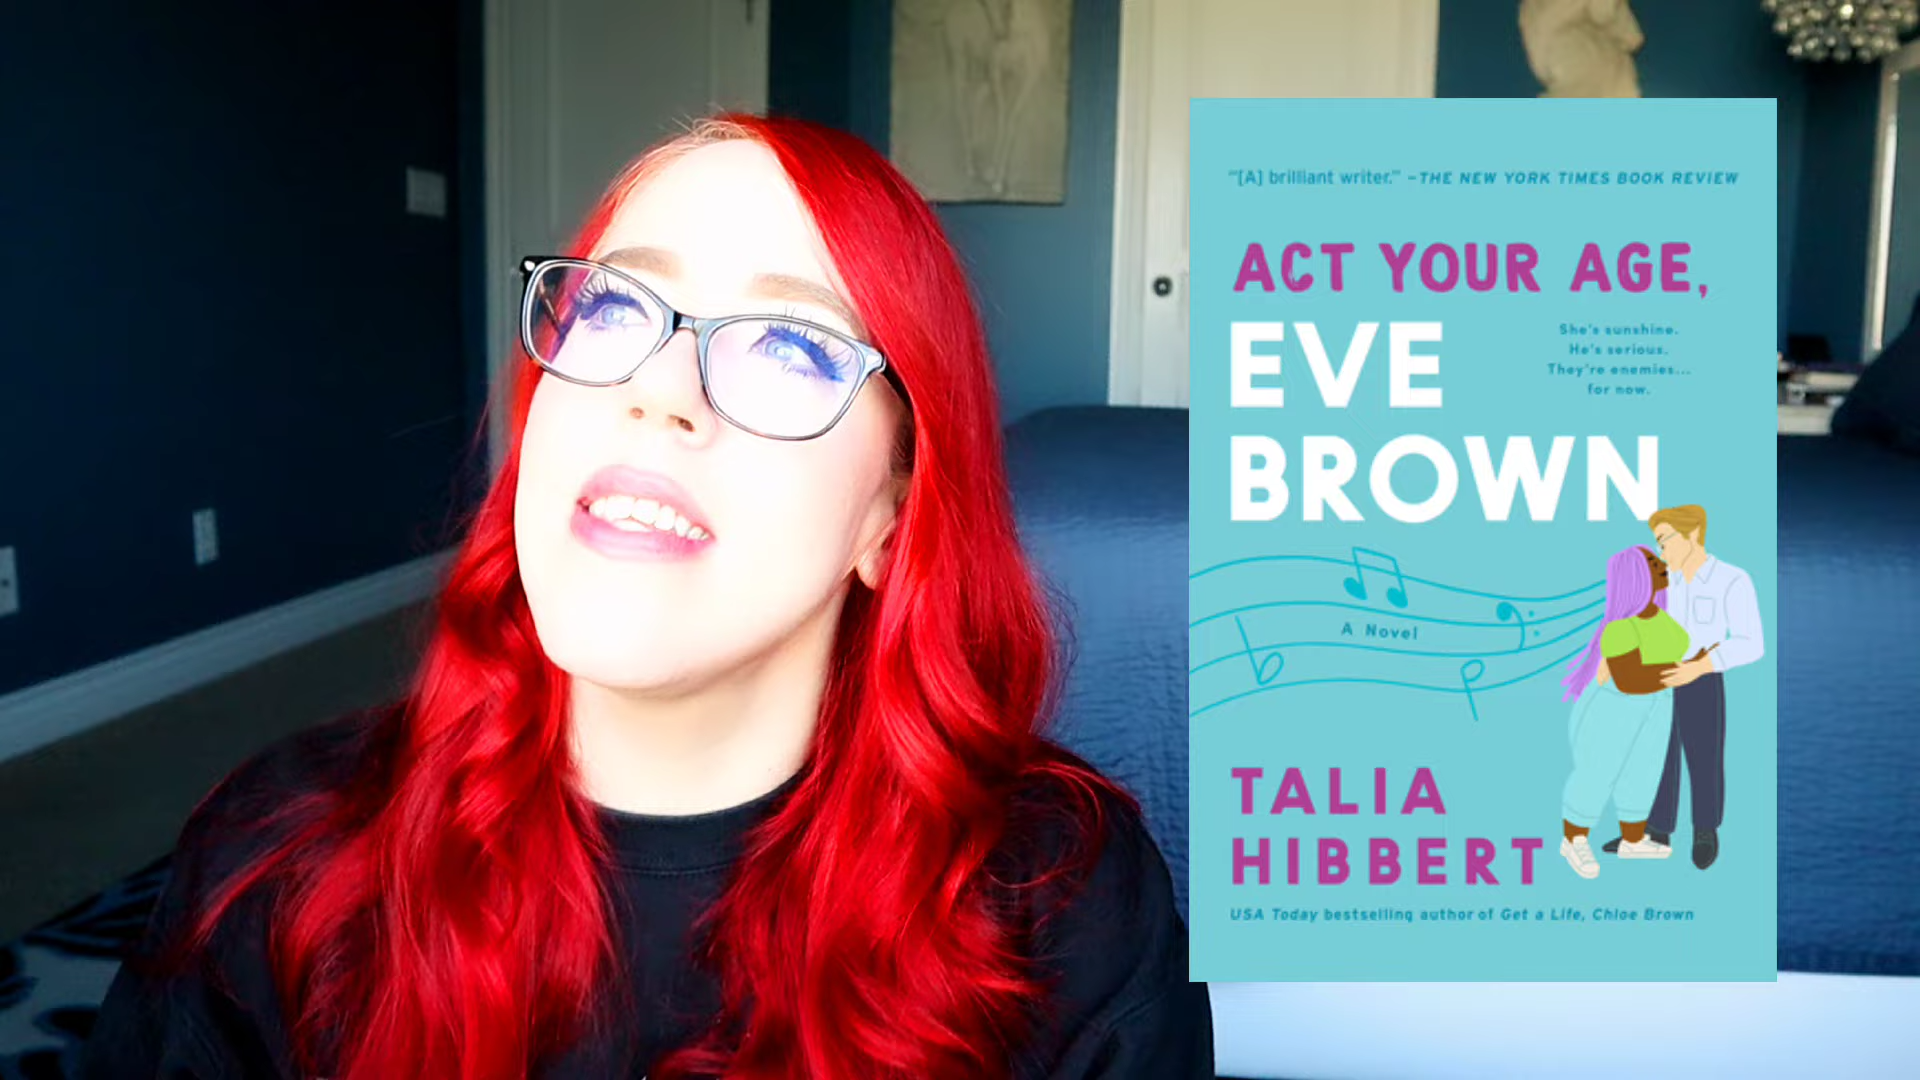 "[A] brilliant writer." –THE NEW YORK TIMES BOOK REVIEW
ACT YOUR AGE,
EVE
BROWN
She's sunshine.
He's serious.
They're enemies...
for now.
A Novel
TALIA
HIBBERT
USA Today bestselling author of Get a Life, Chloe Brown